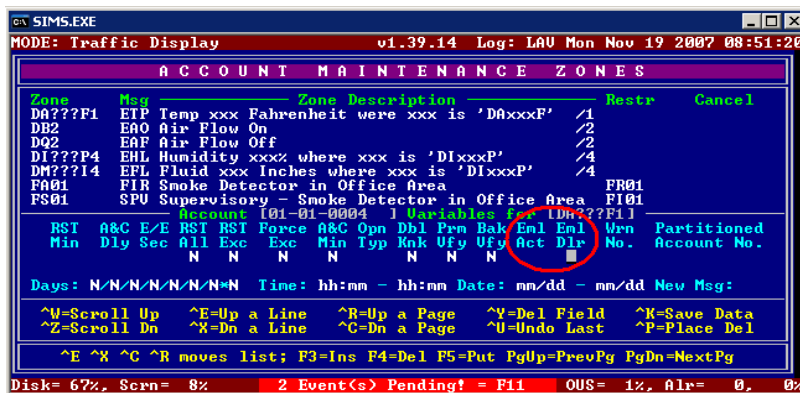 SIMS.EXE
MODE: Traffic Display v1.39.14 Log: LAV Mon Nov 19 2007 08:51:20
ACCOUNT MAINTENANCE ZONES
Zone Msg Zone Description Restr Cancel
DA???F1 ETP Temp xxx Fahrenheit were xxx is 'DAxxxF' /1
DB2 EAO Air Flow On /2
DQ2 EAF Air Flow Off /2
DI???P4 EHL Humidity xxx% where xxx is 'DIxxxP' /4
DM???I4 EFL Fluid xxx Inches where xxx is 'DIxxxP' /4
FA01 FIR Smoke Detector in Office Area FR01
FS01 SPV Supervisory - Smoke Detector in Office Area FI01
Account [01-01-0004 ] Variables for [DA???F1]
RST A&C E/E RST RST Force A&C Opn Dbl Prm Bak Eml Eml Wrn Partitioned
Min Dly Sec All Exc Exc Min Typ Knk Vfy Vfy Act Dlr No. Account No.
N N N N N N
Days: N/N/N/N/N/N/N*N Time: hh:mm - hh:mm Date: mm/dd - mm/dd New Msg:
^W=Scroll Up ^E=Up a Line ^R=Up a Page ^Y=Del Field ^K=Save Data
^Z=Scroll Dn ^X=Dn a Line ^C=Dn a Page ^U=Undo Last ^P=Place Del
^E ^X ^C ^R moves list; F3=Ins F4=Del F5=Put PgUp=PrevPg PgDn=NextPg
Disk= 67%, Scrn= 8% 2 Event(s) Pending! = F11 OUS= 1%, Alr= 0, 0%